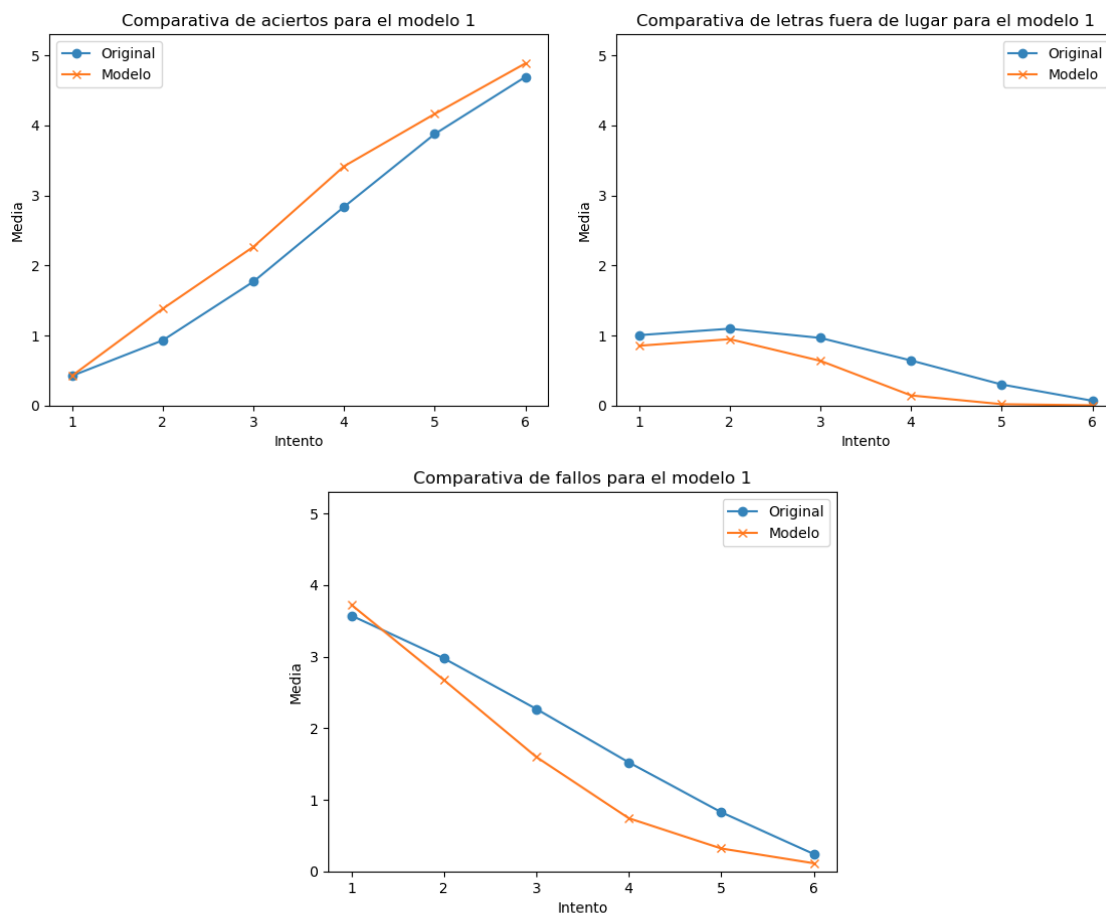 Comparativa de aciertos para el modelo 1
Original
Modelo
5
4
3
2
1
0
Media
1 2 3 4 5 6
Intento
Comparativa de letras fuera de lugar para el modelo 1
Original
Modelo
5
4
3
2
1
0
Media
1 2 3 4 5 6
Intento
Comparativa de fallos para el modelo 1
Original
Modelo
5
4
3
2
1
0
Media
1 2 3 4 5 6
Intento